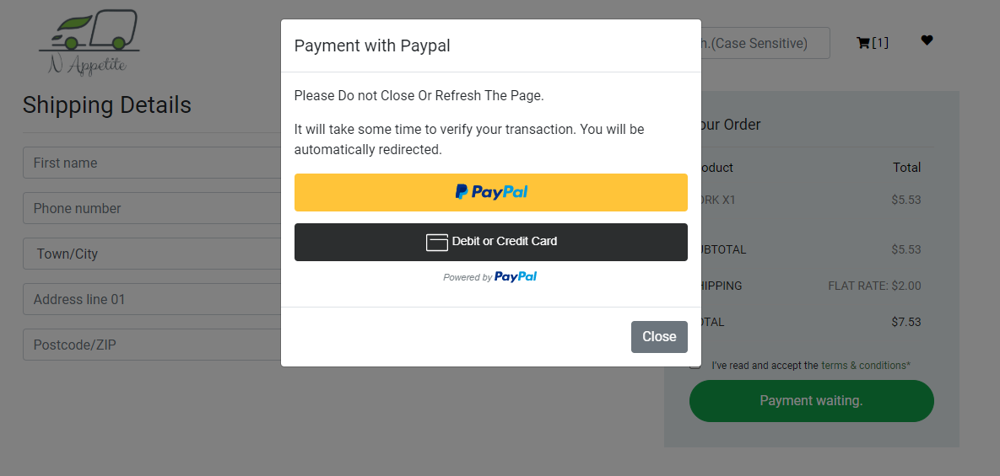 N Appetite
h.(Case Sensitive)
[1]
Payment with Paypal
Please Do not Close Or Refresh The Page.
It will take some time to verify your transaction. You will be
automatically redirected.
PayPal
Debit or Credit Card
Powered by PayPal
Close
Shipping Details
First name
Phone number
Town/City
Address line 01
Postcode/ZIP
our Order
oduct Total
ORK X1 $5.53
UBTOTAL $5.53
HIPPING FLAT RATE: $2.00
OTAL $7.53
I've read and accept the terms & conditions*
Payment waiting.